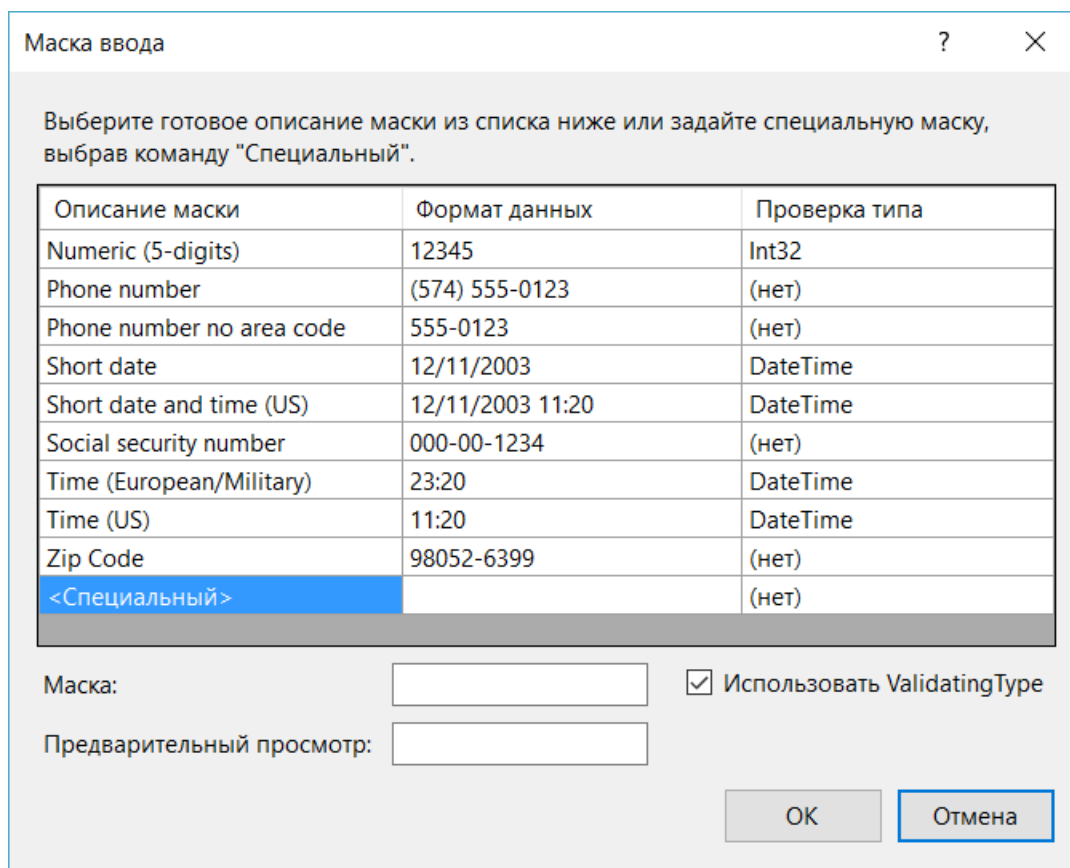 Маска ввода ?
Выберите готовое описание маски из списка ниже или задайте специальную маску,
выбрав команду "Специальный".
Описание маски Формат данных Проверка типа
Numeric (5-digits) 12345 Int32
Phone number (574) 555-0123 (нет)
Phone number no area code 555-0123 (нет)
Short date 12/11/2003 DateTime
Short date and time (US) 12/11/2003 11:20 DateTime
Social security number 000-00-1234 (нет)
Time (European/Military) 23:20 DateTime
Time (US) 11:20 DateTime
Zip Code 98052-6399 (нет)
<Специальный> (нет)
Маска: Использовать ValidatingType
Предварительный просмотр:
ОК Отмена